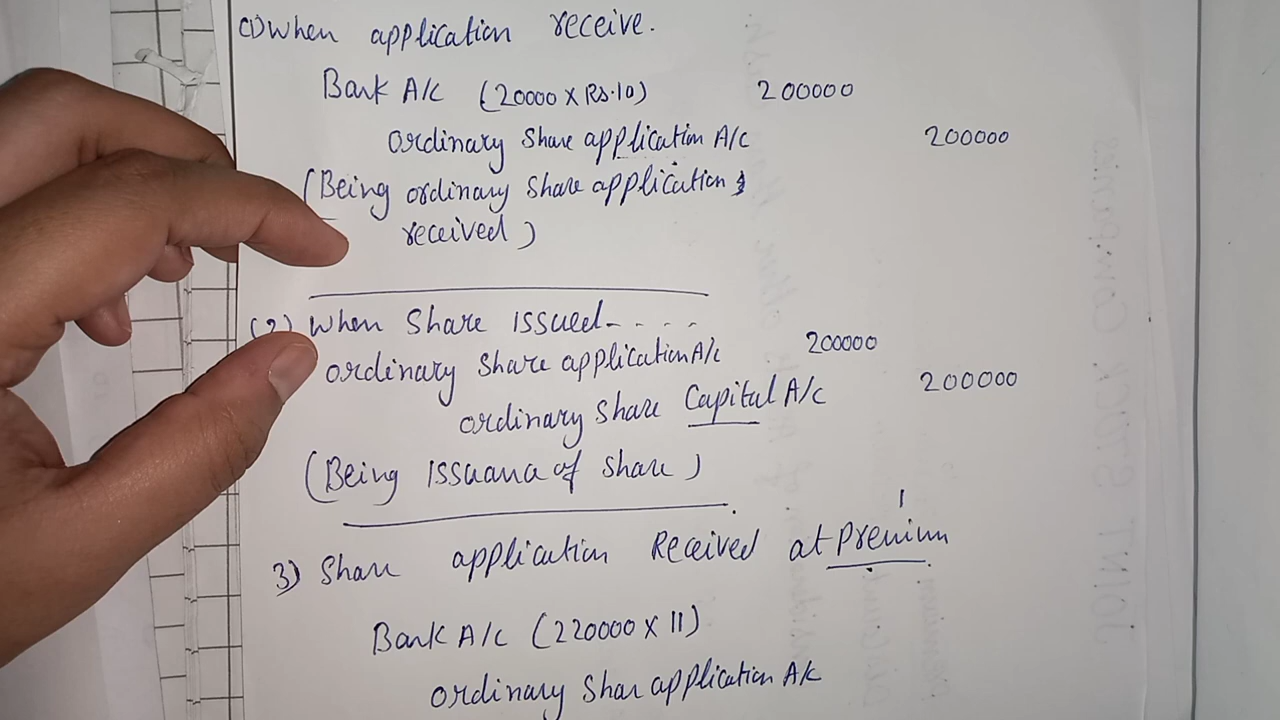 (1) When application receive.
Bank A/c (20000 X Rs.10) 200000
ordinary Share application A/c 200000
(Being ordinary Share application
received)
(2) When Share issued- - - -
ordinary Share application A/c 200000
ordinary Share Capital A/c 200000
(Being Issuana of Share)
3) Share application Received at Premium
Bank A/c (220000 X 11)
ordinary Shar application A/c